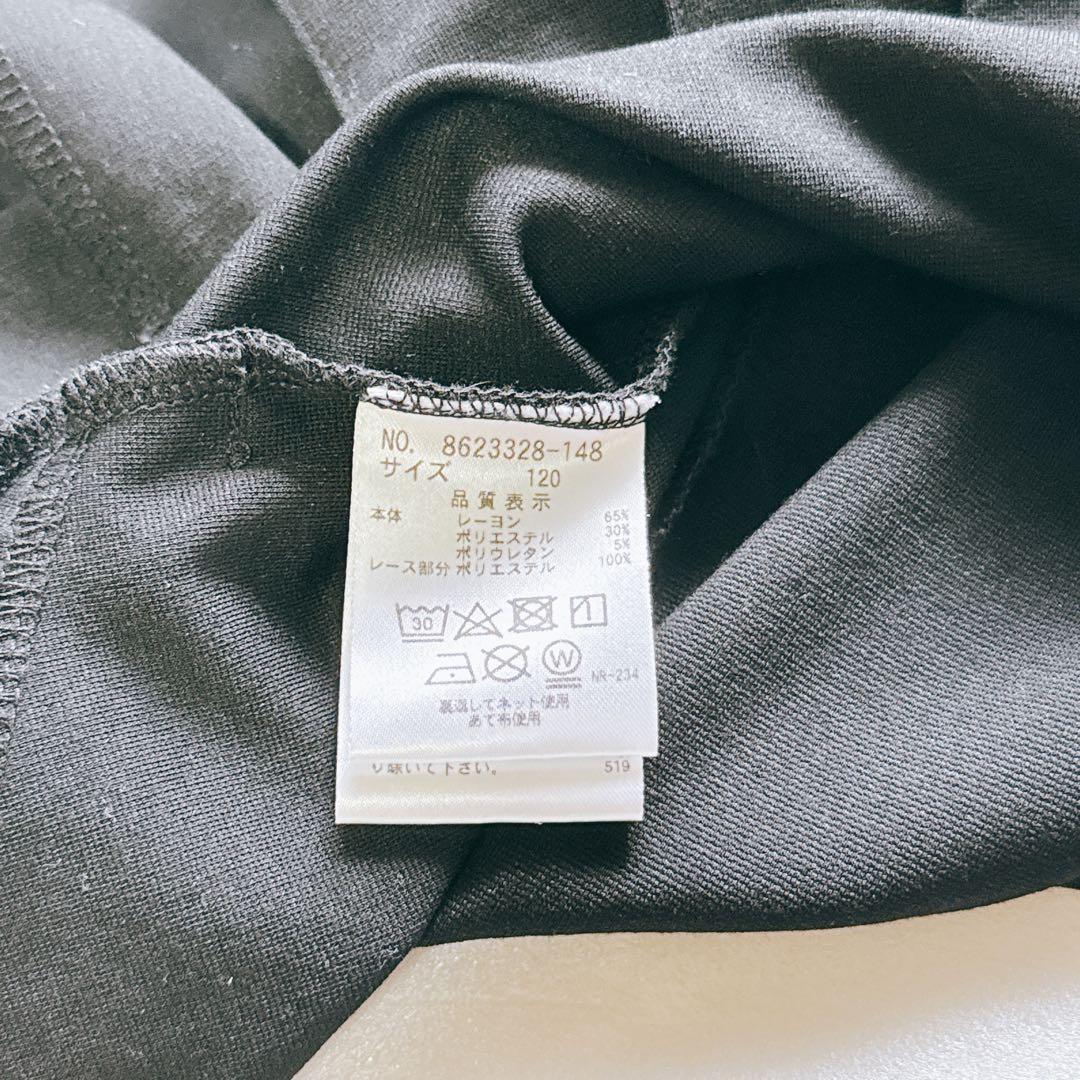 NO. 8623328-148
サイズ 120
品質表示
本体 レーヨン 65%
ポリエステル 30%
ポリウレタン 5%
レース部分 ポリエステル 100%
30
W
NR-234
裏返してネット使用
あて布使用
り除いて下さい。 519